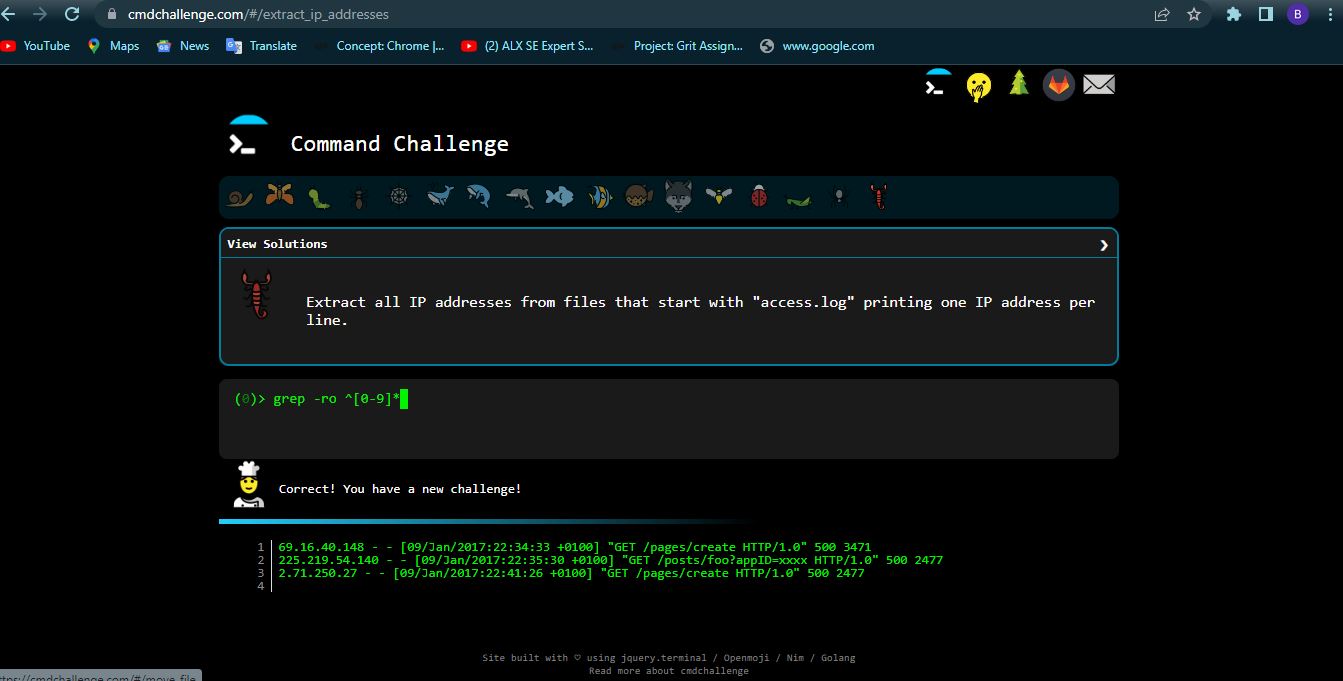 cmdchallenge.com/#/extract_ip_addresses
B
YouTube
Maps
News
Translate
Concept: Chrome |...
(2) ALX SE Expert S...
Project: Grit Assign...
www.google.com
Command Challenge
View Solutions
Extract all IP addresses from files that start with "access.log" printing one IP address per
line.
(0)> grep -ro ^[0-9]*
Correct! You have a new challenge!
1 69.16.40.148 - - [09/Jan/2017:22:34:33 +0100] "GET /pages/create HTTP/1.0" 500 3471
2 225.219.54.140 - - [09/Jan/2017:22:35:30 +0100] "GET /posts/foo?appID=xxxx HTTP/1.0" 500 2477
3 2.71.250.27 - - [09/Jan/2017:22:41:26 +0100] "GET /pages/create HTTP/1.0" 500 2477
4
Site built with ♡ using jquery.terminal / Openmoji / Nim / Golang
Read more about cmdchallenge
ttps://cmdchallenge.com/#/move_file